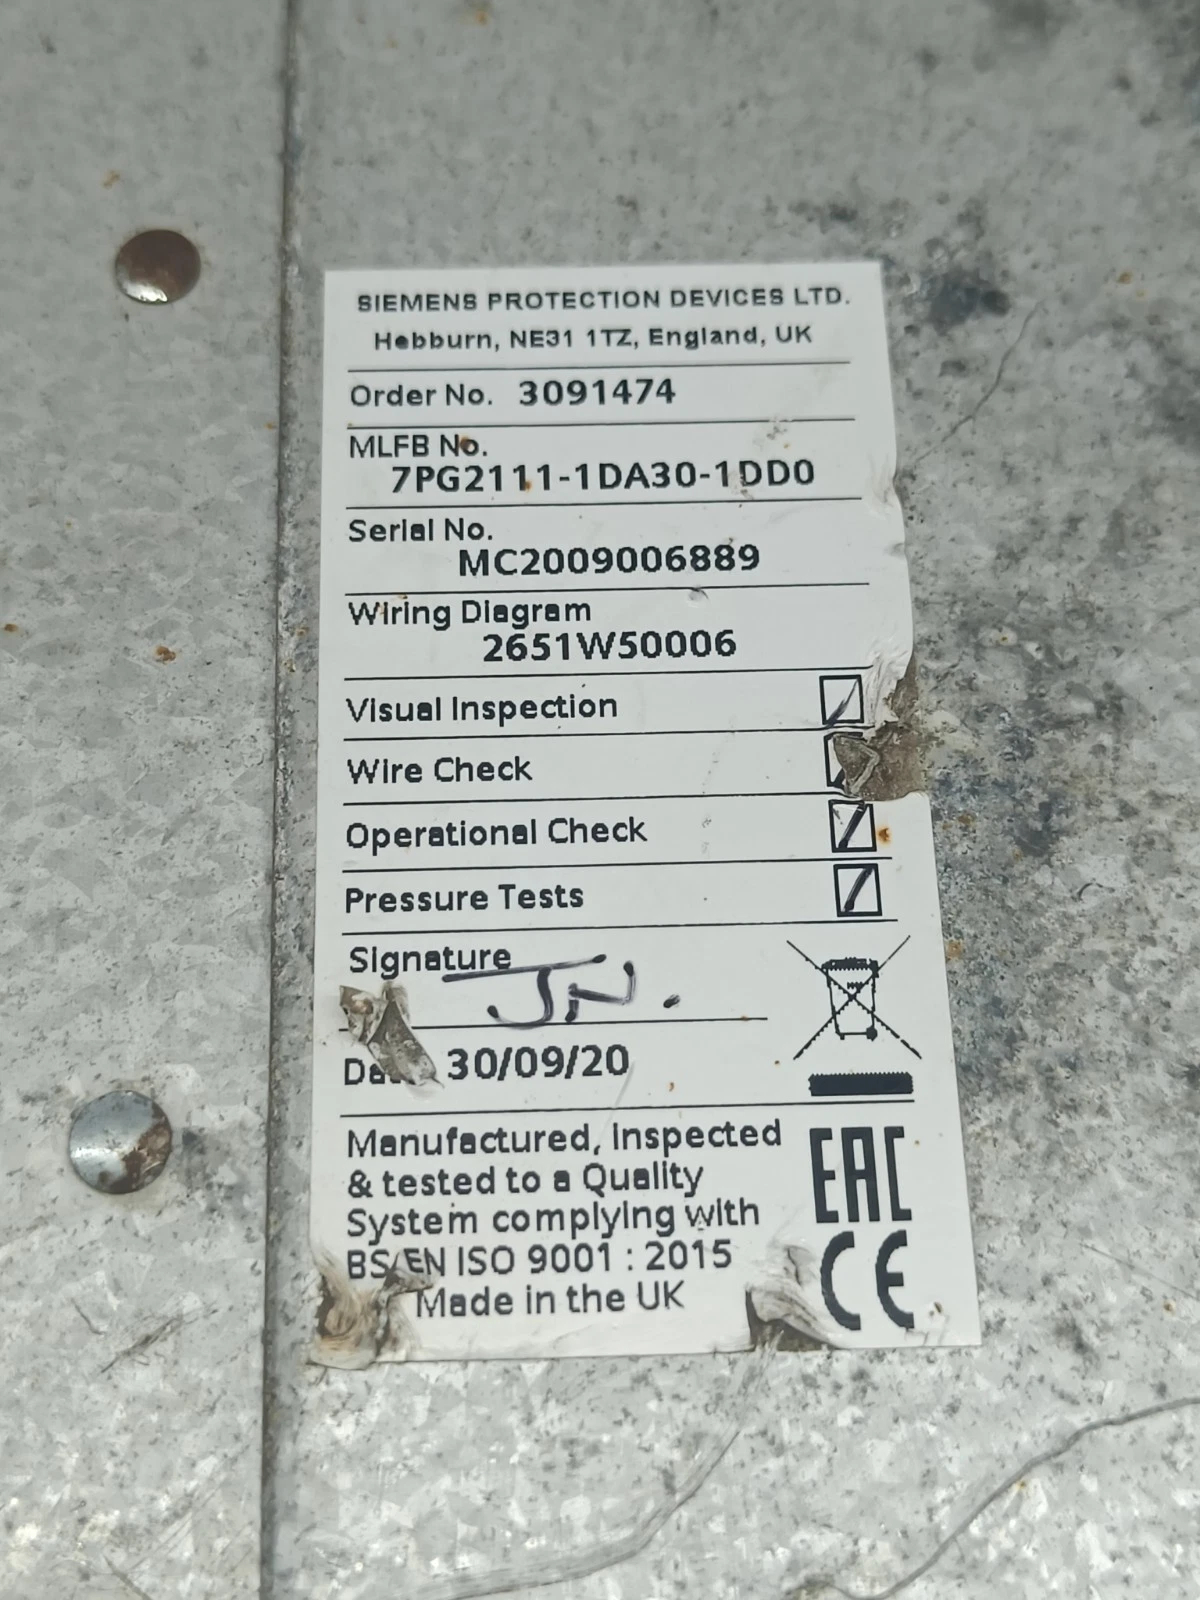 SIEMENS PROTECTION DEVICES LTD.
Hebburn, NE31 1TZ, England, UK
Order No. 3091474
MLFB No.
7PG2111-1DA30-1DD0
Serial No.
MC2009006889
Wiring Diagram
2651W50006
Visual Inspection
Wire Check
Operational Check
Pressure Tests
Signature
JN.
30/09/20
Manufactured, Inspected
& tested to a Quality
System complying with
BS/EN ISO 9001 : 2015
Made in the UK
EAC
CE